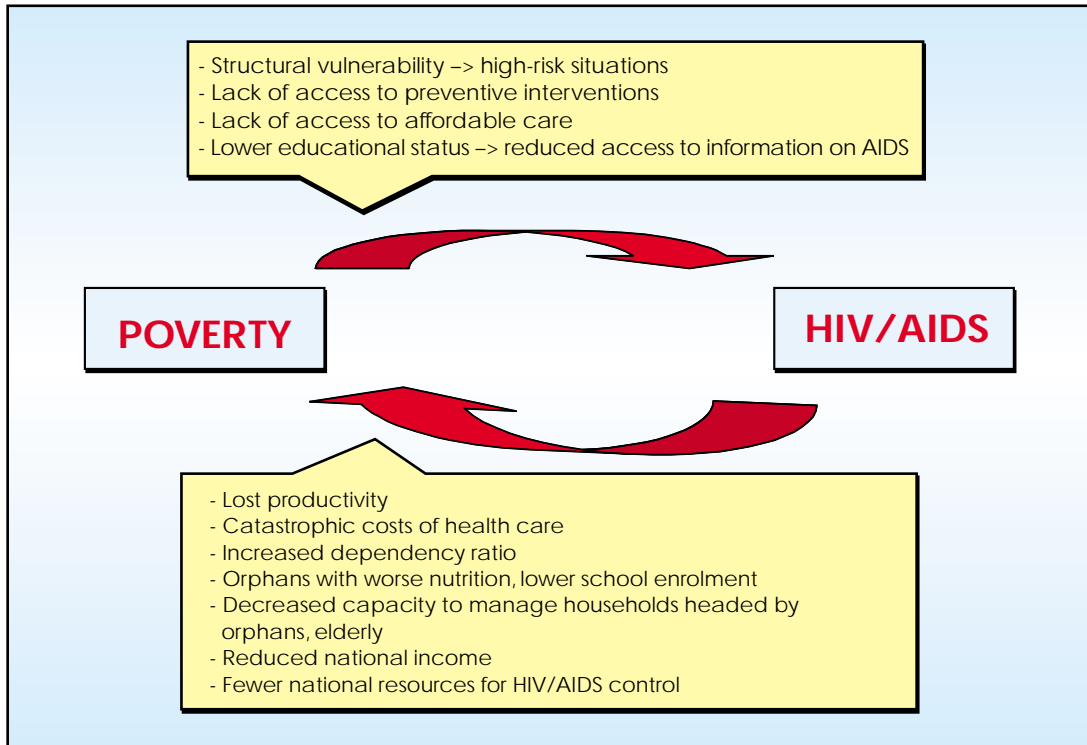 - Structural vulnerability –> high-risk situations
- Lack of access to preventive interventions
- Lack of access to affordable care
- Lower educational status –> reduced access to information on AIDS
POVERTY
HIV/AIDS
- Lost productivity
- Catastrophic costs of health care
- Increased dependency ratio
- Orphans with worse nutrition, lower school enrolment
- Decreased capacity to manage households headed by
orphans, elderly
- Reduced national income
- Fewer national resources for HIV/AIDS control